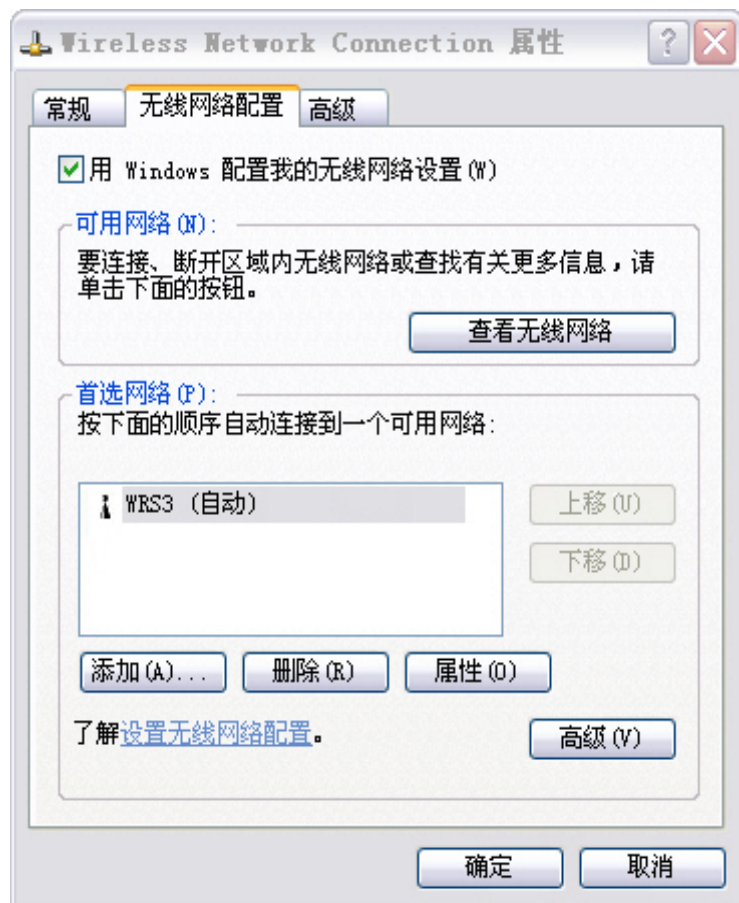 Wireless Network Connection 属性
常规 无线网络配置 高级
用 Windows 配置我的无线网络设置(W)
可用网络(N):
要连接、断开区域内无线网络或查找有关更多信息，请
单击下面的按钮。
查看无线网络
首选网络(P):
按下面的顺序自动连接到一个可用网络:
WRS3 (自动)
上移(U)
下移(D)
添加(A)... 删除(R) 属性(O)
了解设置无线网络配置。
高级(V)
确定 取消